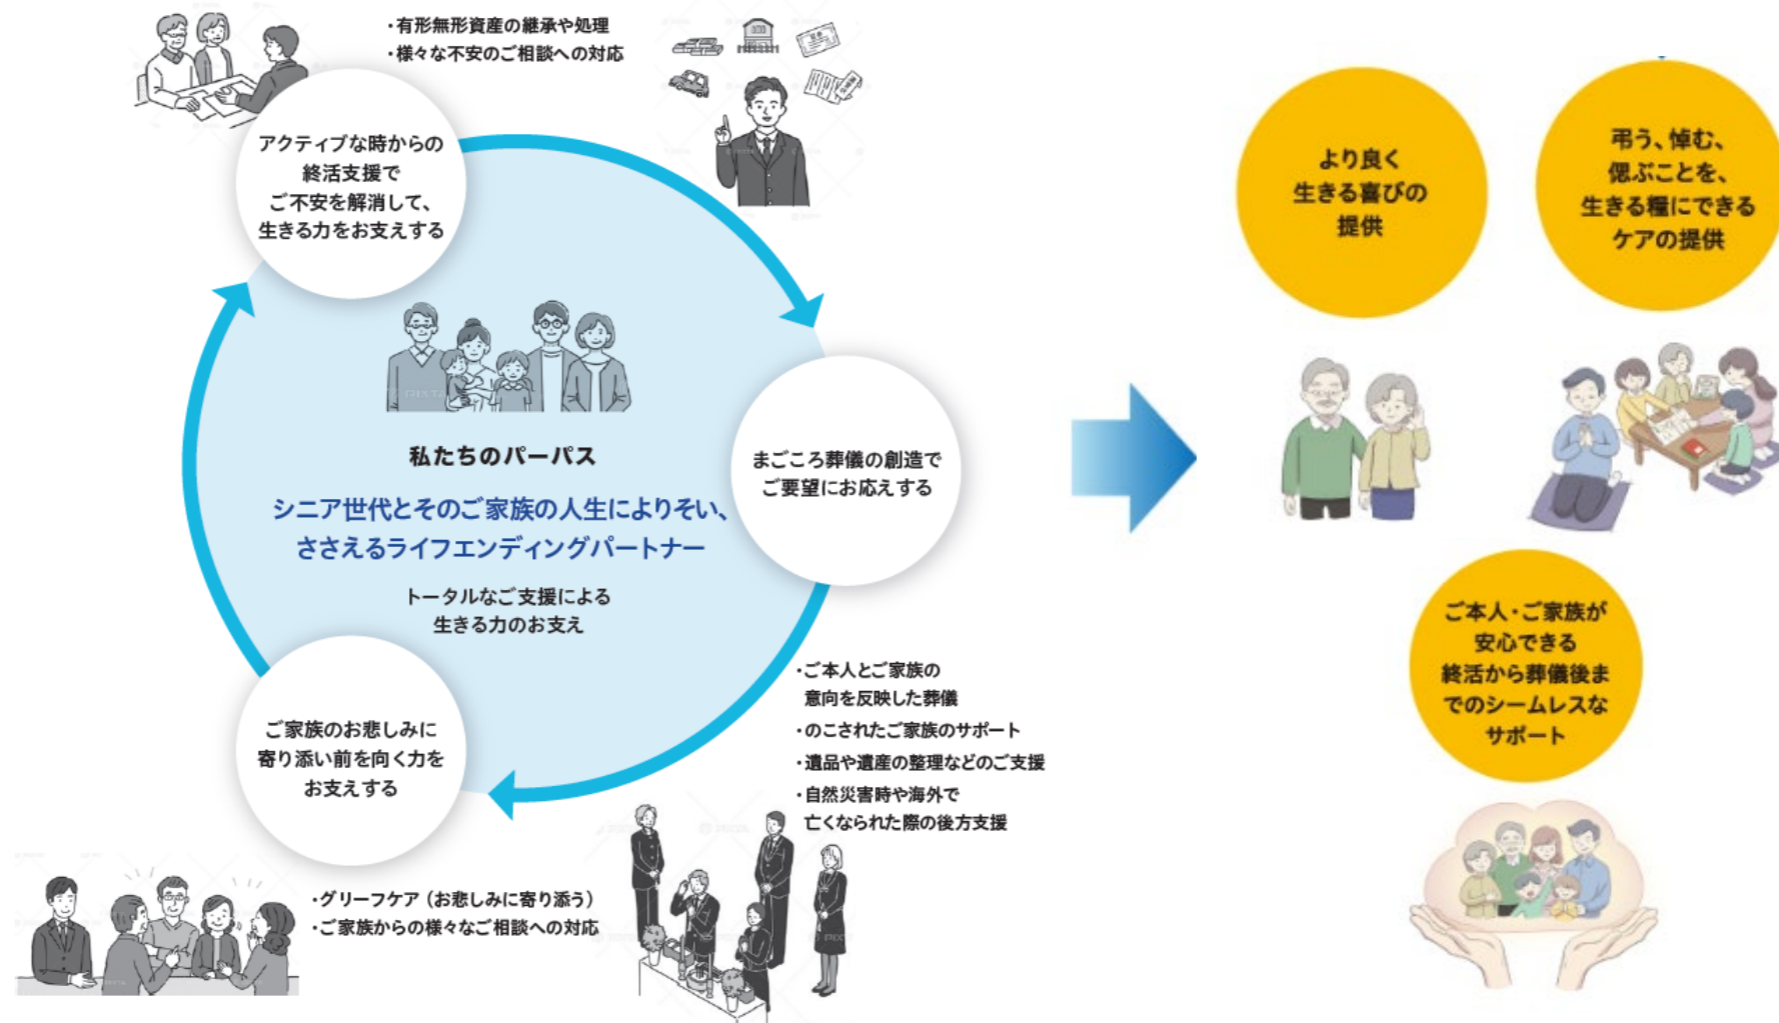 ・有形無形資産の継承や処理
・様々な不安のご相談への対応
アクティブな時からの
終活支援で
ご不安を解消して、
生きる力をお支えする
私たちのパーパス
シニア世代とそのご家族の人生によりそい、
ささえるライフエンディングパートナー
トータルなご支援による
生きる力のお支え
まごころ葬儀の創造で
ご要望にお応えする
・ご本人とご家族の
意向を反映した葬儀
・のこされたご家族のサポート
・遺品や遺産の整理などのご支援
・自然災害時や海外で
亡くなられた際の後方支援
ご家族のお悲しみに
寄り添い前を向く力を
お支えする
・グリーフケア（お悲しみに寄り添う）
・ご家族からの様々なご相談への対応
より良く
生きる喜びの
提供
弔う、悼む、
偲ぶことを、
生きる糧にできる
ケアの提供
ご本人・ご家族が
安心できる
終活から葬儀後ま
でのシームレスな
サポート